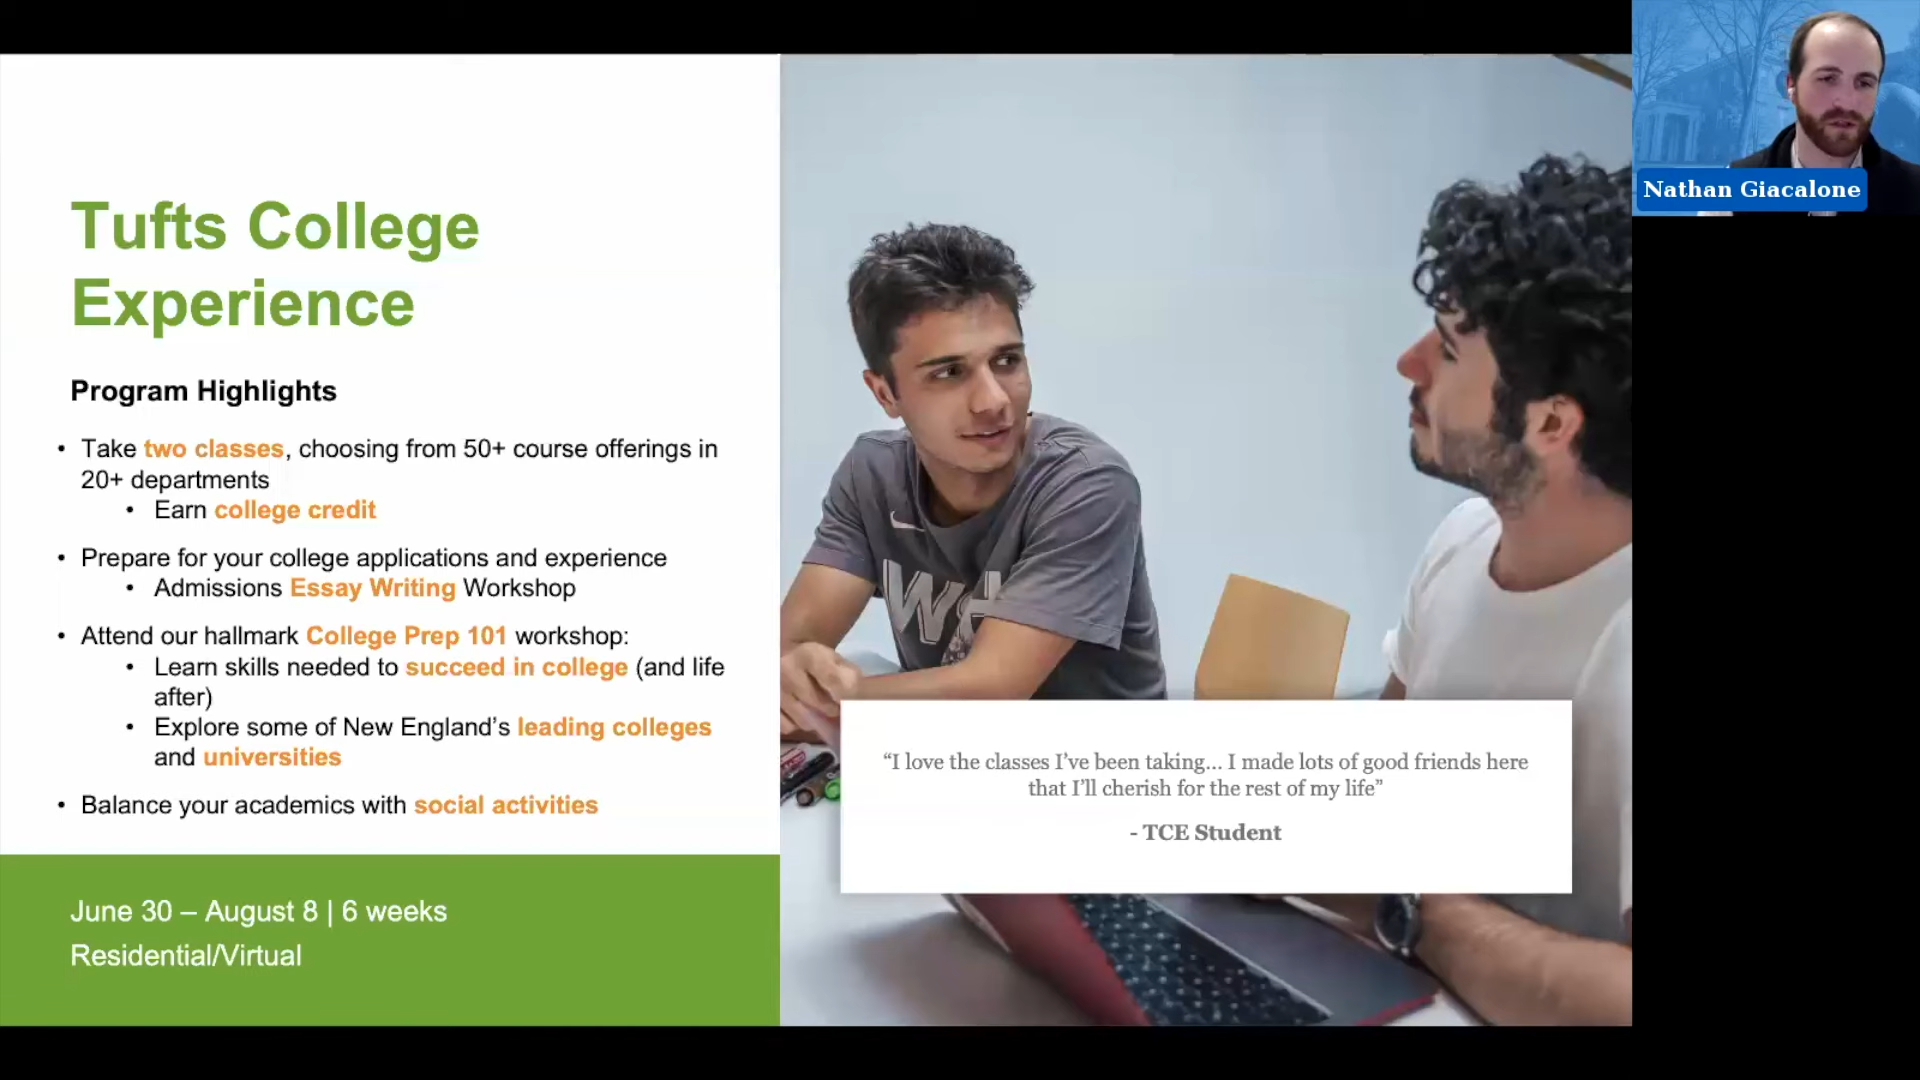 Tufts College
Experience
Program Highlights
• Take two classes, choosing from 50+ course offerings in
20+ departments
• Earn college credit
• Prepare for your college applications and experience
• Admissions Essay Writing Workshop
• Attend our hallmark College Prep 101 workshop:
• Learn skills needed to succeed in college (and life
after)
• Explore some of New England’s leading colleges
and universities
• Balance your academics with social activities
June 30 – August 8 | 6 weeks
Residential/Virtual
“I love the classes I’ve been taking... I made lots of good friends here
that I’ll cherish for the rest of my life”
- TCE Student
Nathan Giacalone